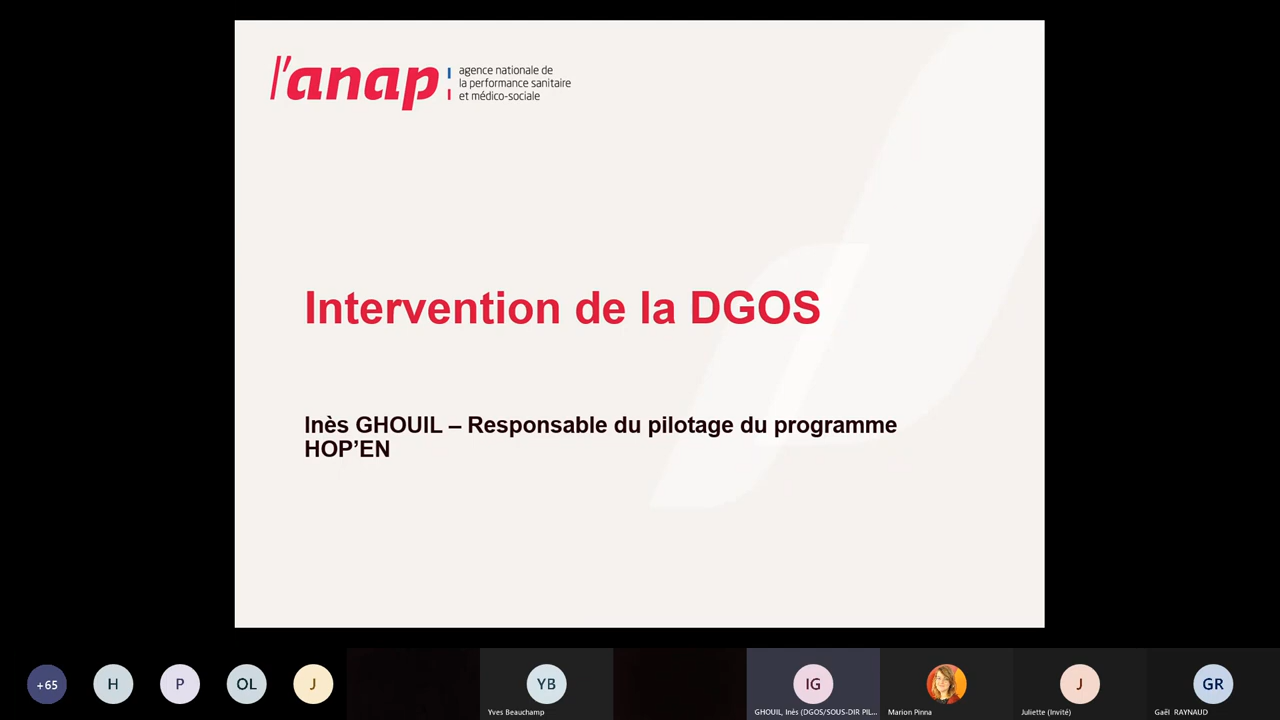 l'anap
agence nationale de
la performance sanitaire
et médico-sociale
Intervention de la DGOS
Inès GHOUIL – Responsable du pilotage du programme
HOP’EN
+65
H
P
OL
J
YB
IG
J
GR
Yves Beauchamp
GHOUIL, Inès (DGOS/SOUS-DIR PIL...
Marion Pinna
Juliette (Invité)
Gaël RAYNAUD